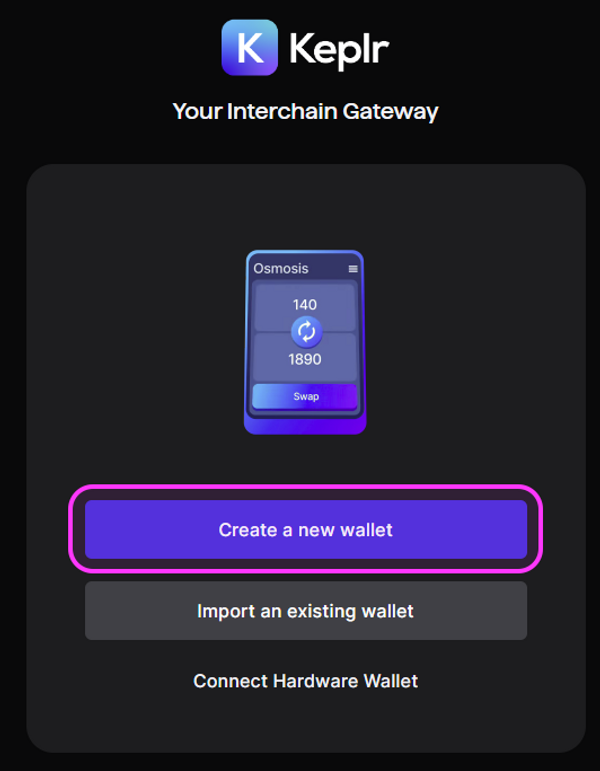 K Keplr
Your Interchain Gateway
Osmosis
140
1890
Swap
Create a new wallet
Import an existing wallet
Connect Hardware Wallet